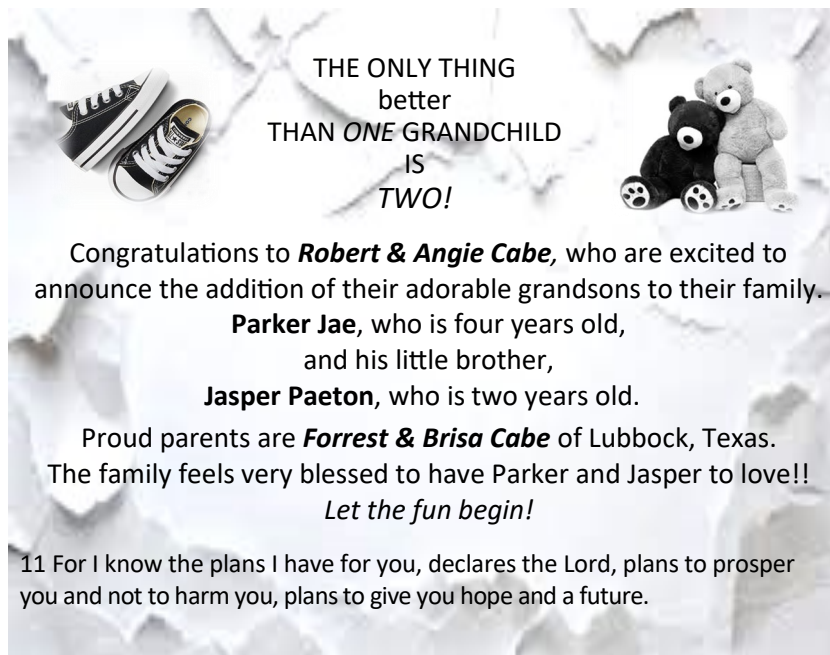 THE ONLY THING
better
THAN ONE GRANDCHILD
IS
TWO!
Congratulations to Robert & Angie Cabe, who are excited to
announce the addition of their adorable grandsons to their family.
Parker Jae, who is four years old,
and his little brother,
Jasper Paeton, who is two years old.
Proud parents are Forrest & Brisa Cabe of Lubbock, Texas.
The family feels very blessed to have Parker and Jasper to love!!
Let the fun begin!
11 For I know the plans I have for you, declares the Lord, plans to prosper
you and not to harm you, plans to give you hope and a future.